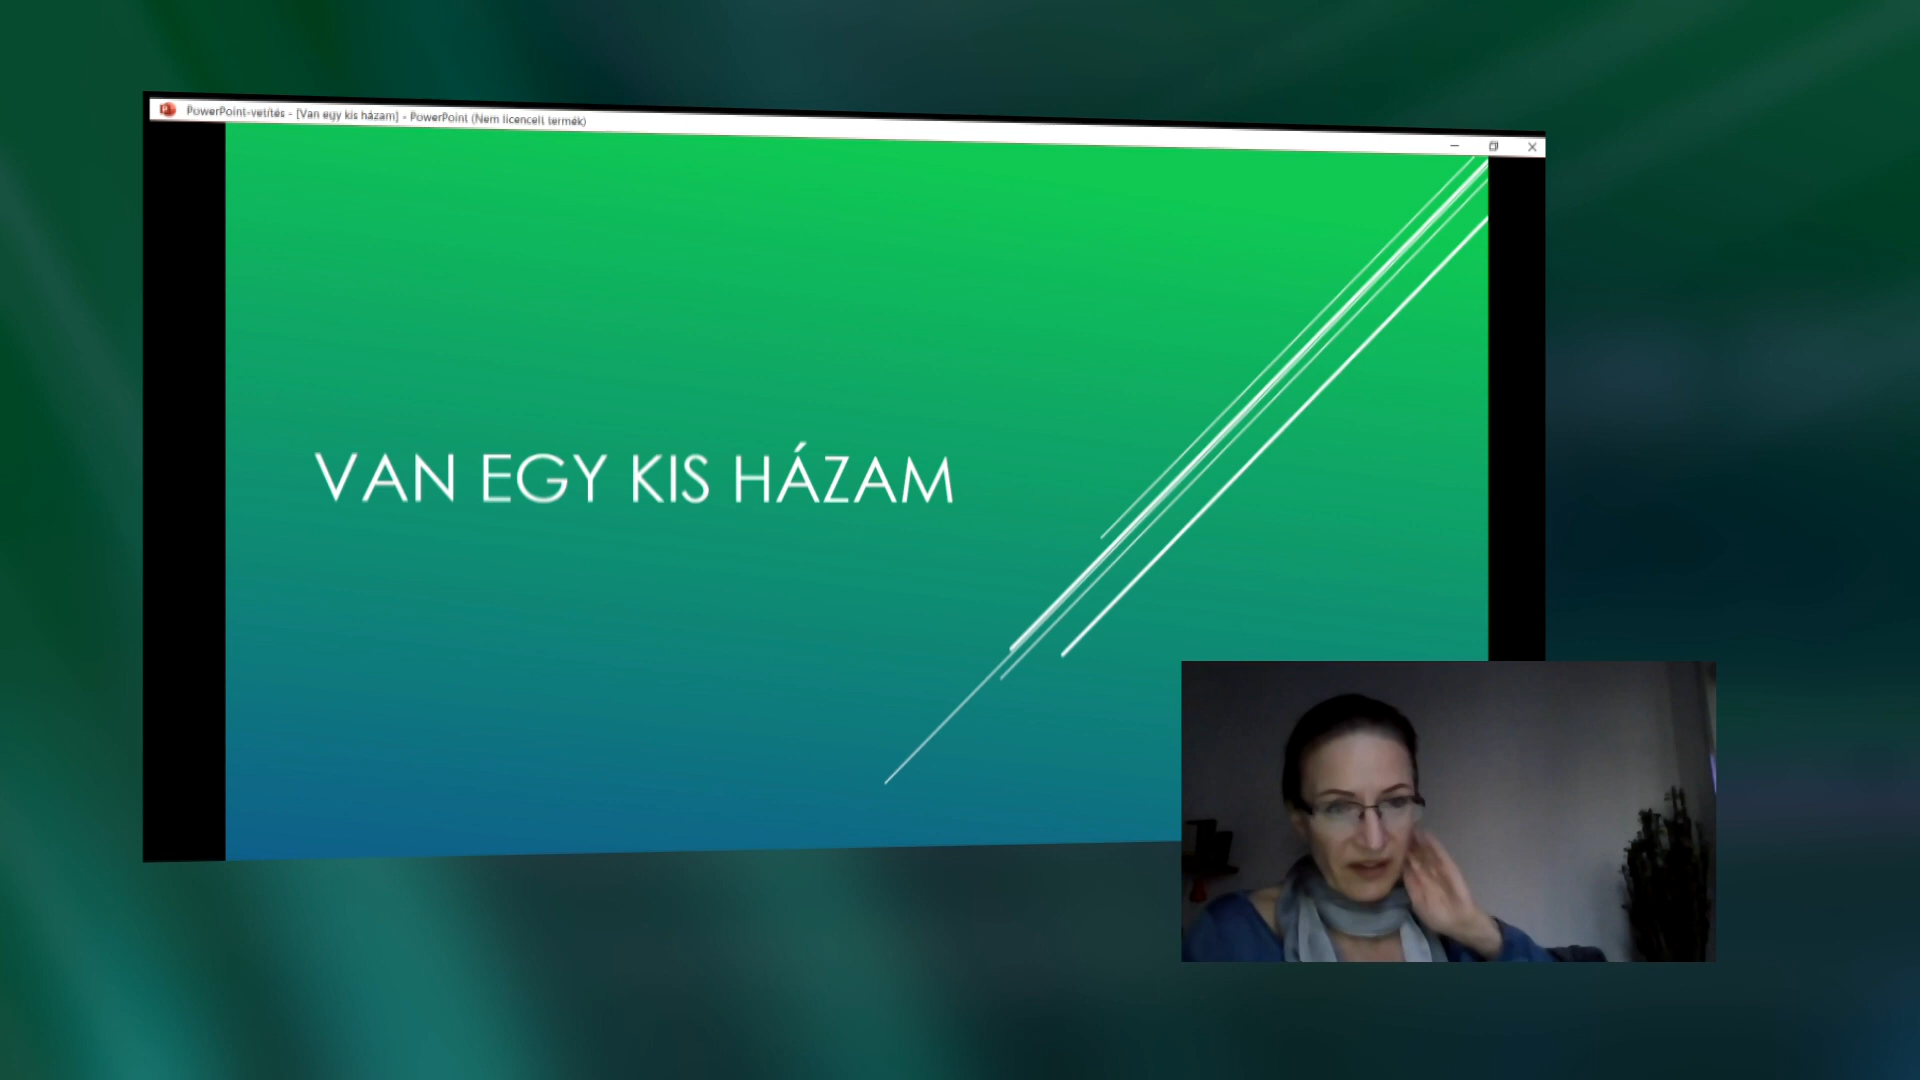 PowerPoint-vetítés - [Van egy kis házam] - PowerPoint (Nem licencelt termék)
VAN EGY KIS HÁZAM